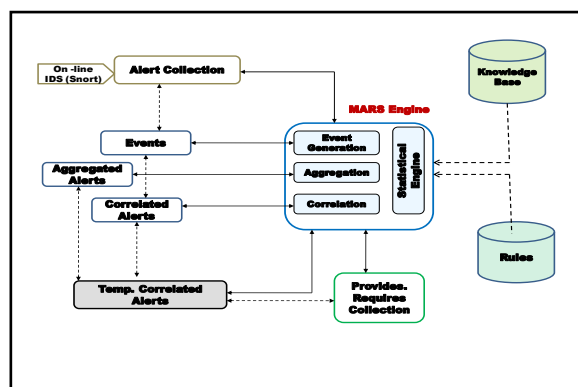 On -line
IDS (Snort)
Alert Collection
Knowledge
Base
MARS Engine
Events
Event
Generation
Statistical
Engine
Aggregated
Alerts
Aggregation
Correlated
Alerts
Correlation
Rules
Temp. Correlated
Alerts
Provides.
Requires
Collection